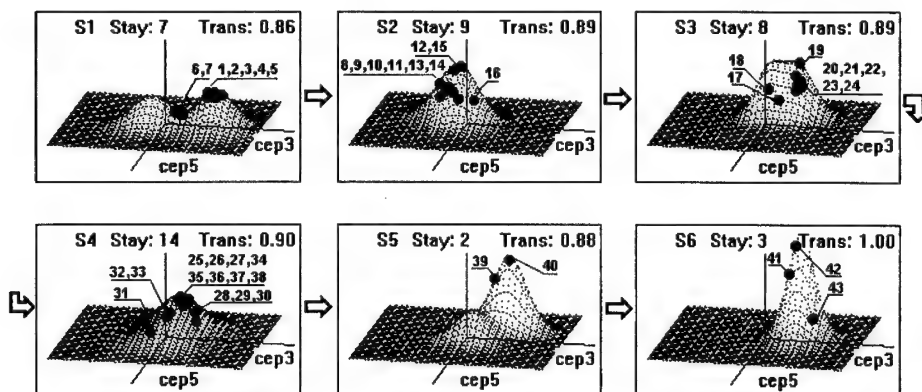 S1 Stay: 7 Trans: 0.86
6,7 1,2,3,4,5
cep3
cep5
S2 Stay: 9 Trans: 0.89
12,15
8,9,10,11,13,14
16
cep3
cep5
S3 Stay: 8 Trans: 0.89
19
18
17
20,21,22,
23,24
cep3
cep5
S4 Stay: 14 Trans: 0.90
25,26,27,34
32,33 35,36,37,38
31 28,29,30
cep3
cep5
S5 Stay: 2 Trans: 0.88
39 40
cep3
cep5
S6 Stay: 3 Trans: 1.00
41 42
43
cep3
cep5